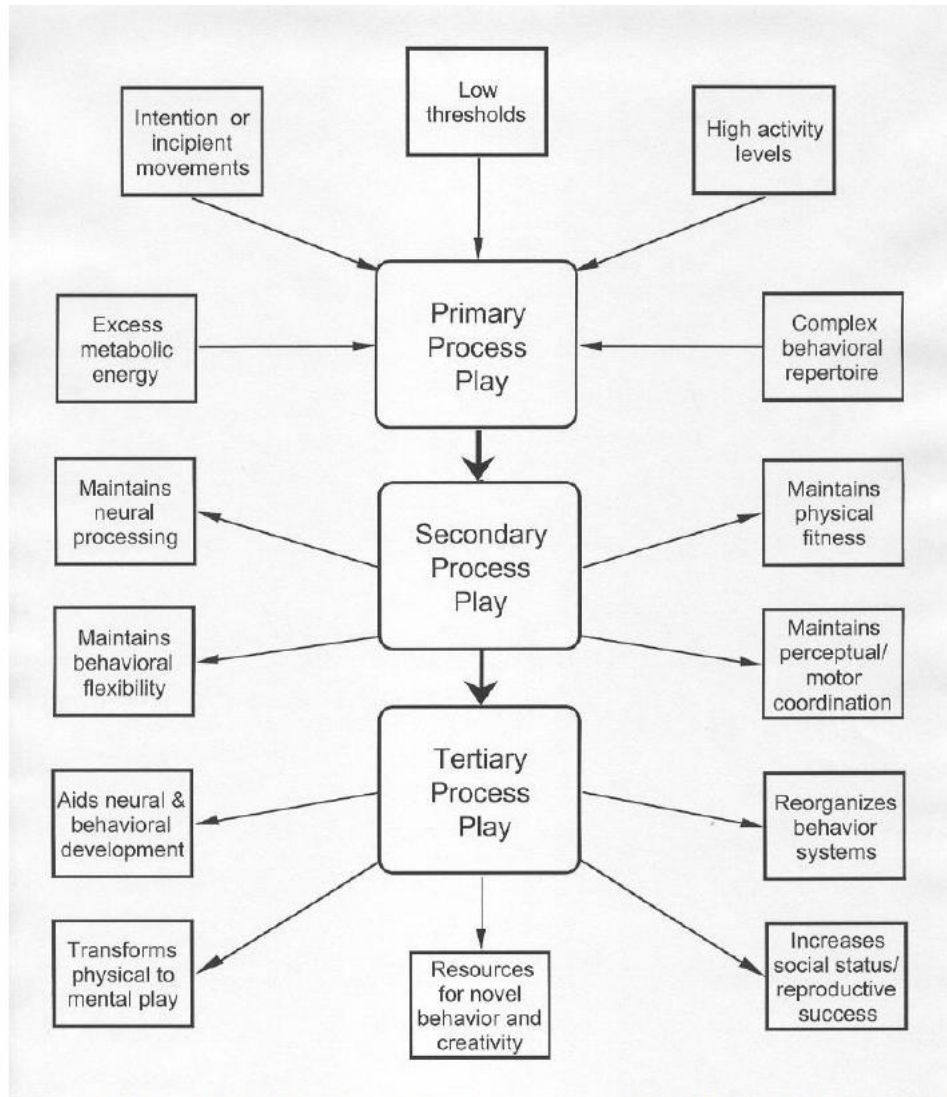 Intention or
incipient
movements
Low
thresholds
High activity
levels
Excess
metabolic
energy
Primary
Process
Play
Complex
behavioral
repertoire
Maintains
neural
processing
Secondary
Process
Play
Maintains
physical
fitness
Maintains
behavioral
flexibility
Maintains
perceptual/
motor
coordination
Aids neural &
behavioral
development
Tertiary
Process
Play
Reorganizes
behavior
systems
Transforms
physical to
mental play
Resources
for novel
behavior and
creativity
Increases
social status/
reproductive
success